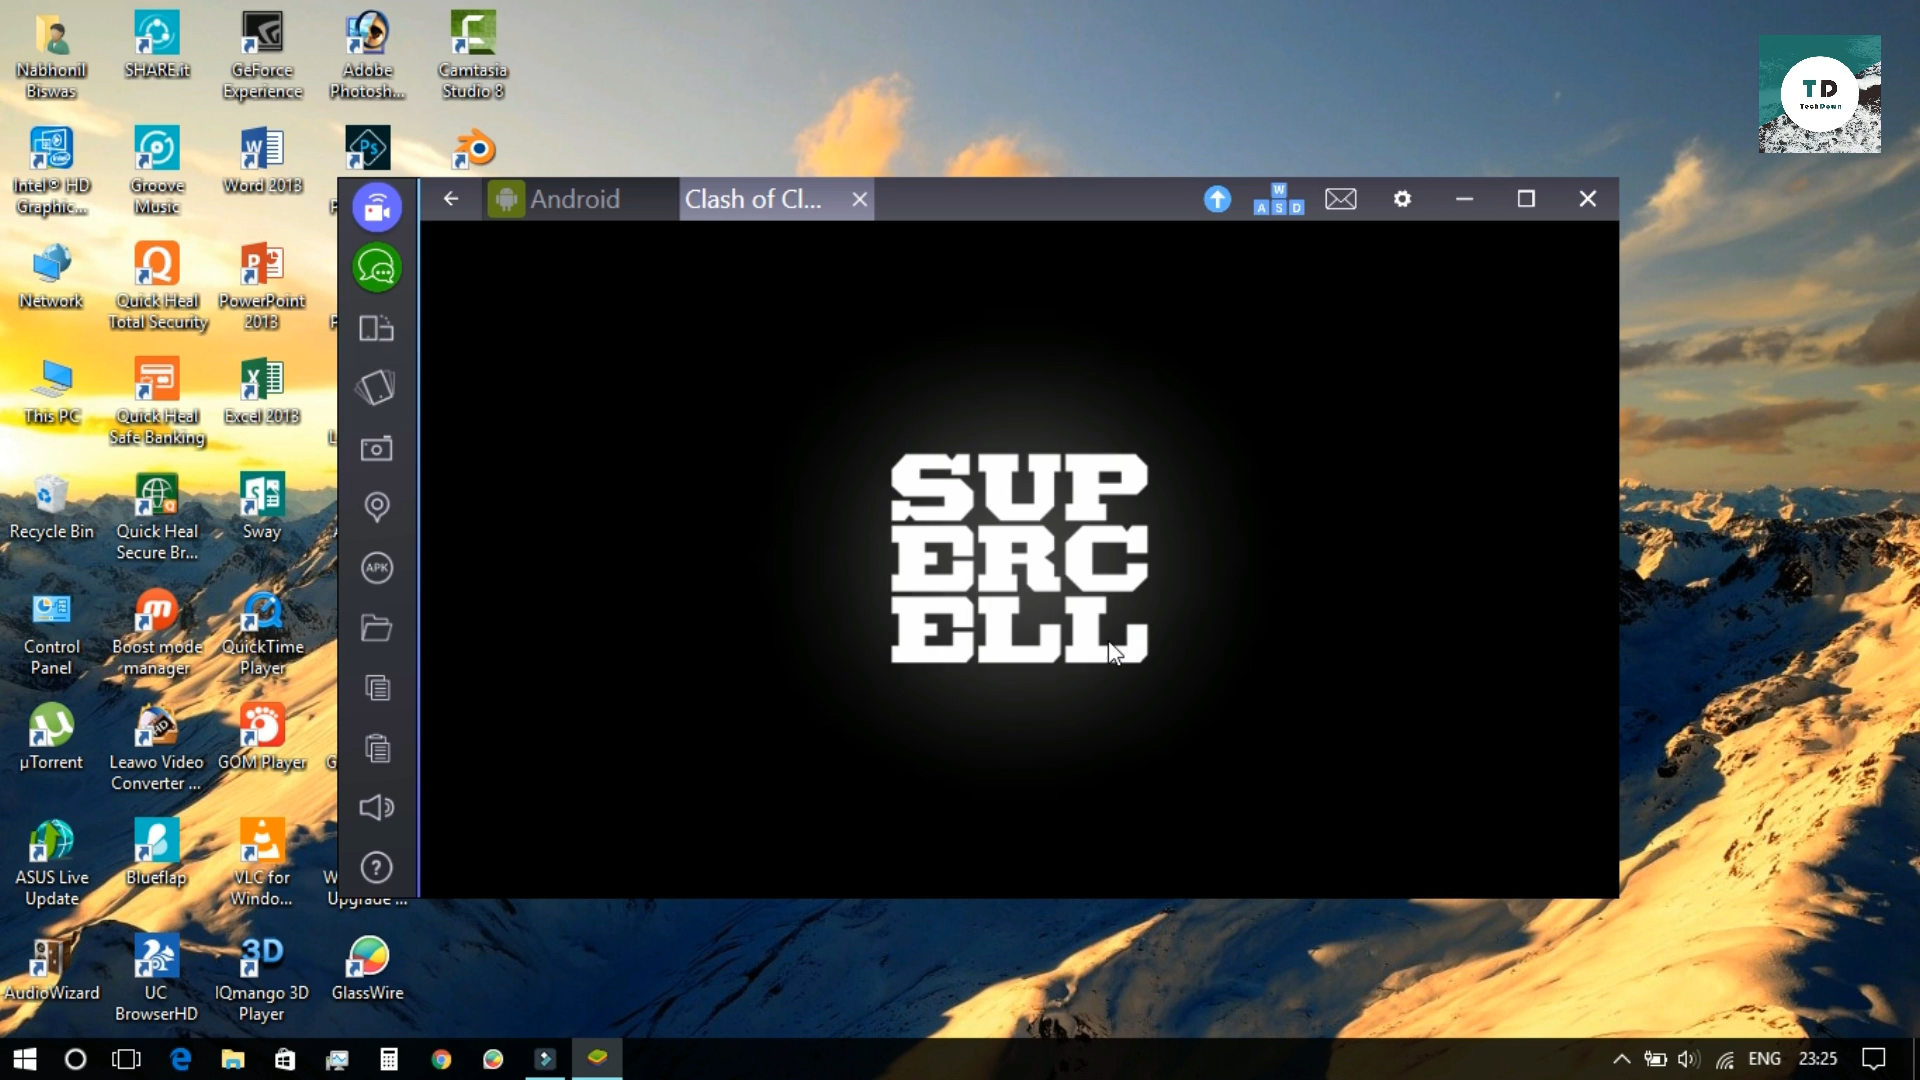 Nabhonil
Biswas
SHAREit
GeForce
Experience
Adobe
Photosh...
Camtasia
Studio 8
TD
TechDown
Intel® HD
Graphic...
Groove
Music
Word 2013
Ps
Android
Clash of Cl...
W
A S D
Network
Quick Heal
Total Security
PowerPoint
2013
This PC
Quick Heal
Safe Banking
Excel 2013
SUP
ERC
ELL
Recycle Bin
Quick Heal
Secure Br...
Sway
APK
Control
Panel
Boost mode
manager
QuickTime
Player
µTorrent
Leawo Video
Converter ...
HD
GOM Player
ASUS Live
Update
Blueflap
VLC for
Windo...
Upgrade ...
AudioWizard
UC
BrowserHD
3D
IQmango 3D
Player
GlassWire
ENG
23:25